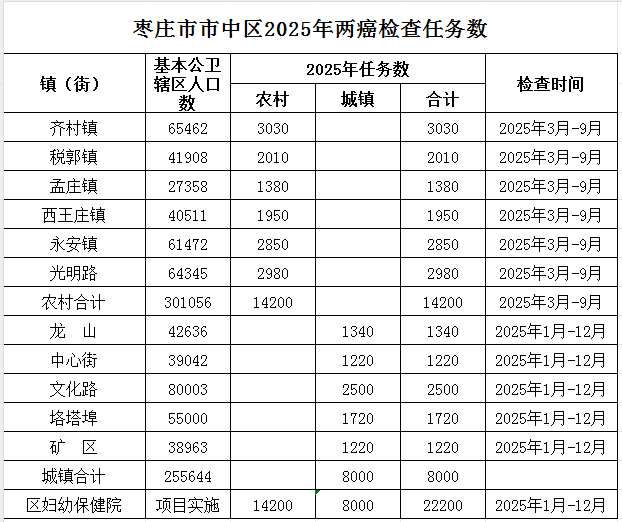 枣庄市市中区2025年两癌检查任务数
镇（街） 基本公卫辖区人口数 2025年任务数 检查时间
农村 城镇 合计
齐村镇 65462 3030 3030 2025年3月-9月
税郭镇 41908 2010 2010 2025年3月-9月
孟庄镇 27358 1380 1380 2025年3月-9月
西王庄镇 40511 1950 1950 2025年3月-9月
永安镇 61472 2850 2850 2025年3月-9月
光明路 64345 2980 2980 2025年3月-9月
农村合计 301056 14200 14200 2025年3月-9月
龙　山 42636 1340 1340 2025年1月-12月
中心街 39042 1220 1220 2025年1月-12月
文化路 80003 2500 2500 2025年1月-12月
垎塔埠 55000 1720 1720 2025年1月-12月
矿　区 38963 1220 1220 2025年1月-12月
城镇合计 255644 8000 8000
区妇幼保健院 项目实施 14200 8000 22200 2025年1月-12月